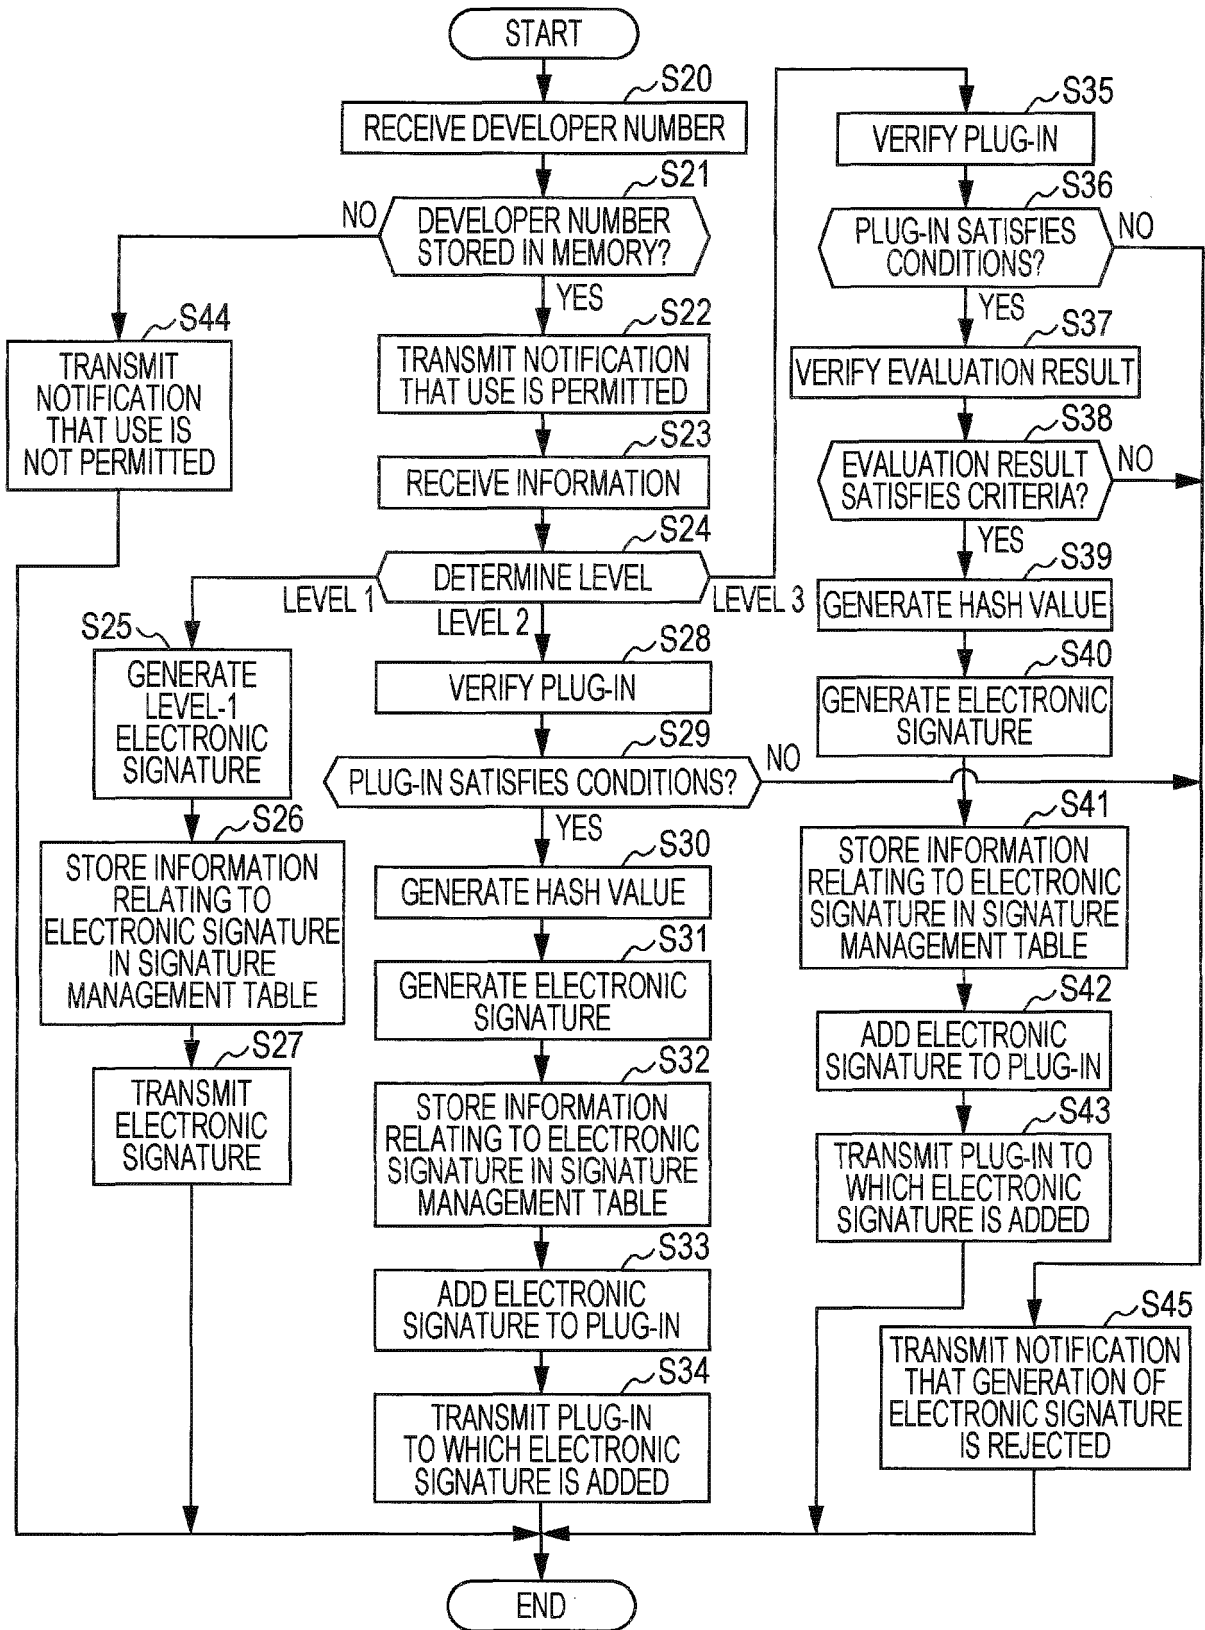 START
S20
RECEIVE DEVELOPER NUMBER
S21
DEVELOPER NUMBER
STORED IN MEMORY?
NO
YES
S44
TRANSMIT
NOTIFICATION
THAT USE IS
NOT PERMITTED
S22
TRANSMIT NOTIFICATION
THAT USE IS PERMITTED
S23
RECEIVE INFORMATION
S24
DETERMINE LEVEL
LEVEL 1
LEVEL 2
LEVEL 3
S25
GENERATE
LEVEL-1
ELECTRONIC
SIGNATURE
S26
STORE INFORMATION
RELATING TO
ELECTRONIC SIGNATURE
IN SIGNATURE
MANAGEMENT TABLE
S27
TRANSMIT
ELECTRONIC
SIGNATURE
S28
VERIFY PLUG-IN
S29
PLUG-IN SATISFIES CONDITIONS?
NO
YES
S30
GENERATE HASH VALUE
S31
GENERATE ELECTRONIC
SIGNATURE
S32
STORE INFORMATION
RELATING TO ELECTRONIC
SIGNATURE IN SIGNATURE
MANAGEMENT TABLE
S33
ADD ELECTRONIC
SIGNATURE TO PLUG-IN
S34
TRANSMIT PLUG-IN
TO WHICH ELECTRONIC
SIGNATURE IS ADDED
S35
VERIFY PLUG-IN
S36
PLUG-IN SATISFIES
CONDITIONS?
NO
YES
S37
VERIFY EVALUATION RESULT
S38
EVALUATION RESULT
SATISFIES CRITERIA?
NO
YES
S39
GENERATE HASH VALUE
S40
GENERATE ELECTRONIC
SIGNATURE
S41
STORE INFORMATION
RELATING TO ELECTRONIC
SIGNATURE IN SIGNATURE
MANAGEMENT TABLE
S42
ADD ELECTRONIC
SIGNATURE TO PLUG-IN
S43
TRANSMIT PLUG-IN TO
WHICH ELECTRONIC
SIGNATURE IS ADDED
S45
TRANSMIT NOTIFICATION
THAT GENERATION OF
ELECTRONIC SIGNATURE
IS REJECTED
END